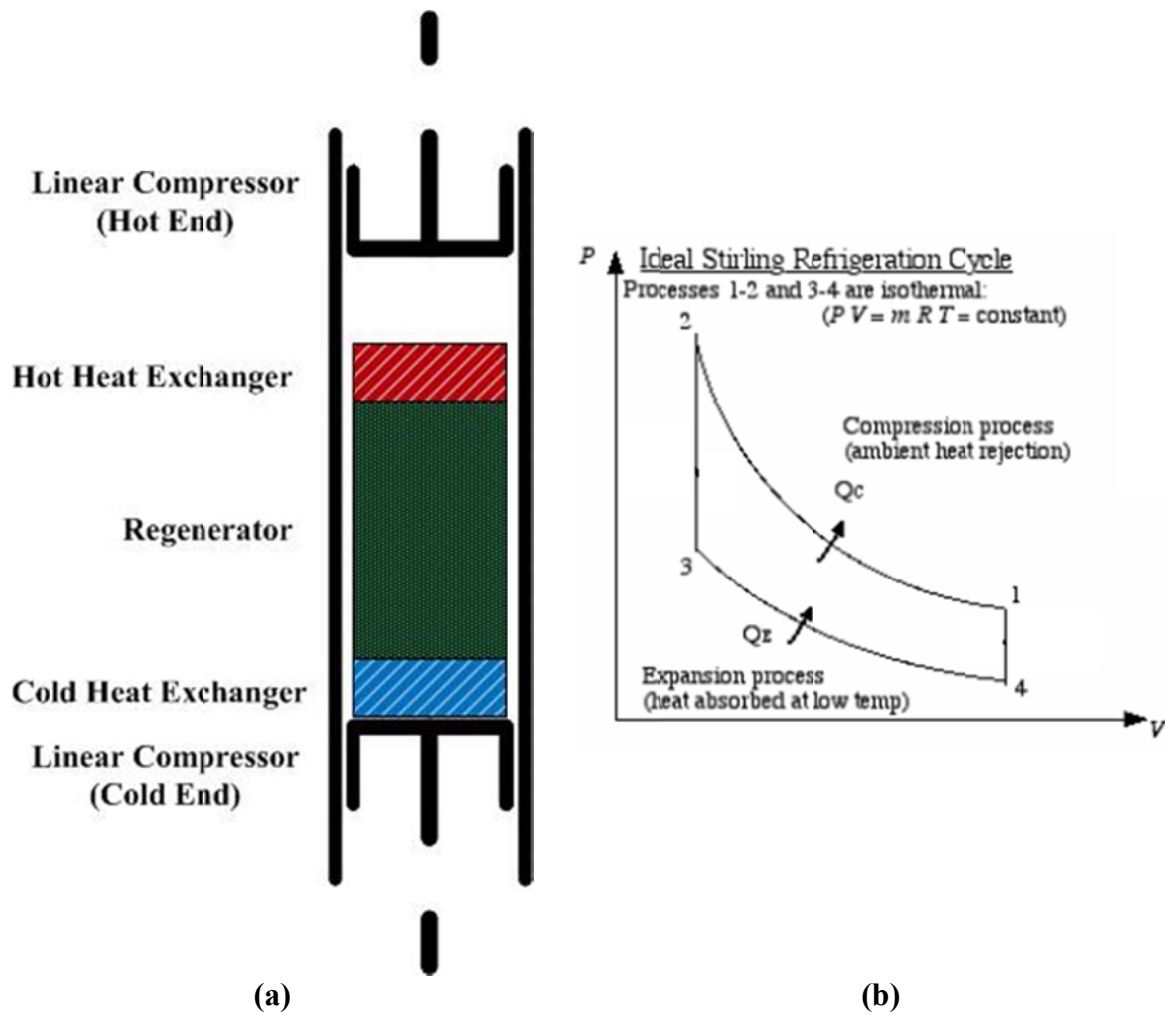 Linear Compressor
(Hot End)
Hot Heat Exchanger
Regenerator
Cold Heat Exchanger
Linear Compressor
(Cold End)
(a)
P
Ideal Stirling Refrigeration Cycle
Processes 1-2 and 3-4 are isothermal:
(P V = m R T = constant)
2
Compression process
(ambient heat rejection)
QC
3
1
QE
4
Expansion process
(heat absorbed at low temp)
V
(b)